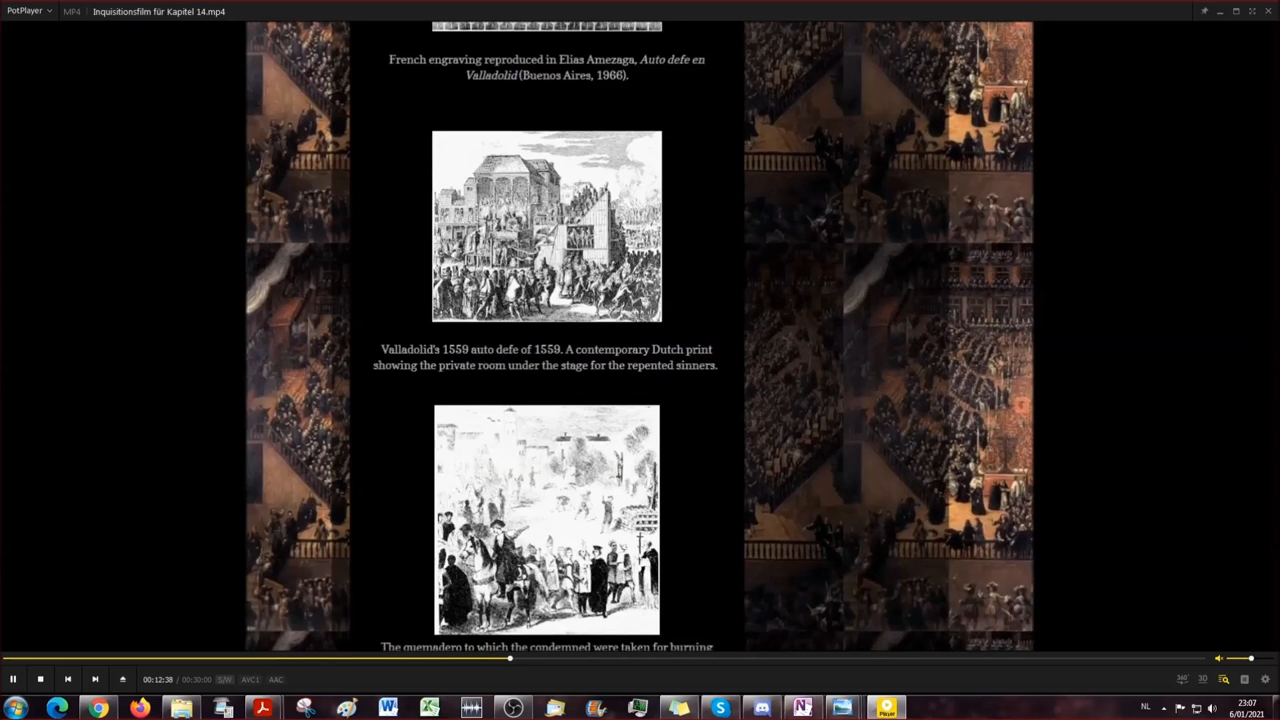 PotPlayer
MP4
Inquisitionsfilm für Kapitel 14.mp4
French engraving reproduced in Elias Amezaga, Auto defe en
Valladolid (Buenos Aires, 1966).
Valladolid's 1559 auto defe of 1559. A contemporary Dutch print
showing the private room under the stage for the repented sinners.
The quemadero to which the condemned were taken for burning
00:12:38 / 00:30:00 S/W AVC1 AAC
360° 3D
NL 23:07
6/01/2021
Player